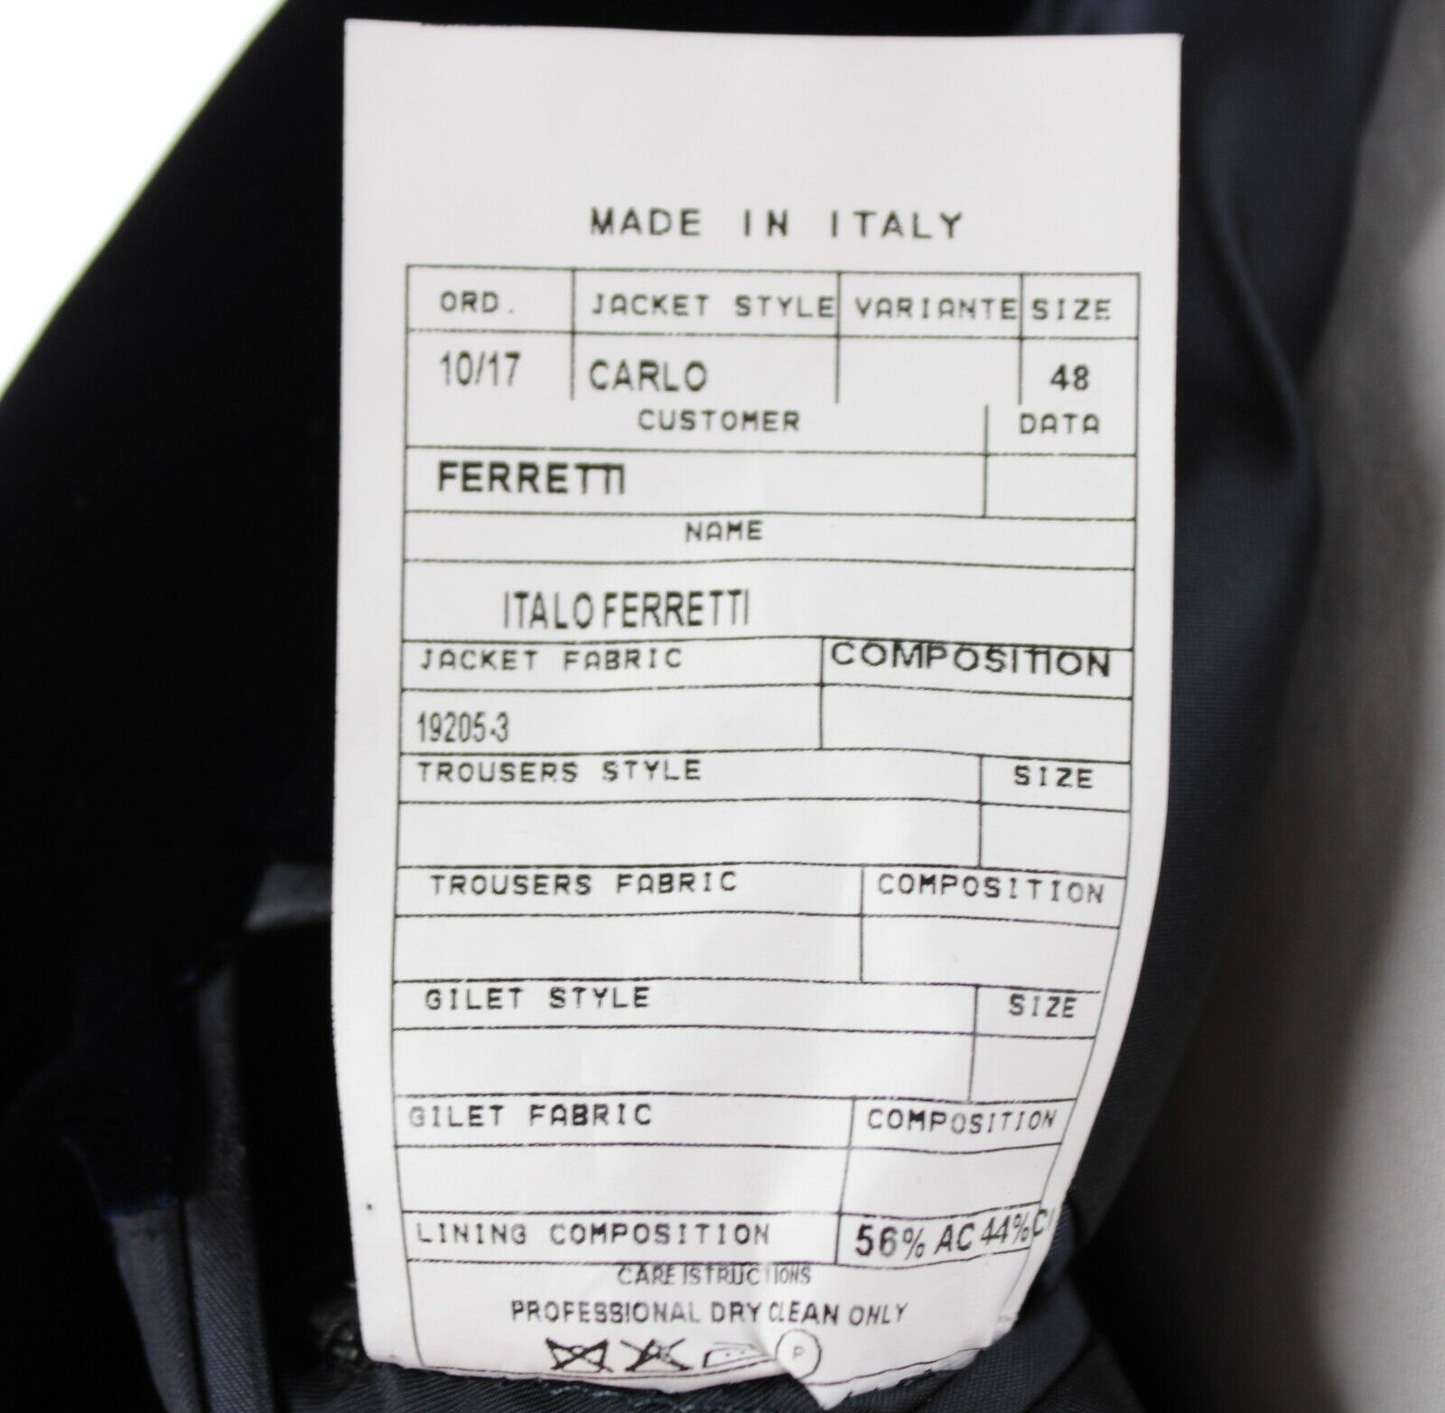 MADE IN ITALY
ORD. JACKET STYLE VARIANTE SIZE
10/17 CARLO 48
CUSTOMER DATA
FERRETTI
NAME
ITALO FERRETTI
JACKET FABRIC COMPOSITION
19205-3
TROUSERS STYLE SIZE
TROUSERS FABRIC COMPOSITION
GILET STYLE SIZE
GILET FABRIC COMPOSITION
LINING COMPOSITION 56% AC 44%
CARE ISTRUCTIONS
PROFESSIONAL DRY CLEAN ONLY
P